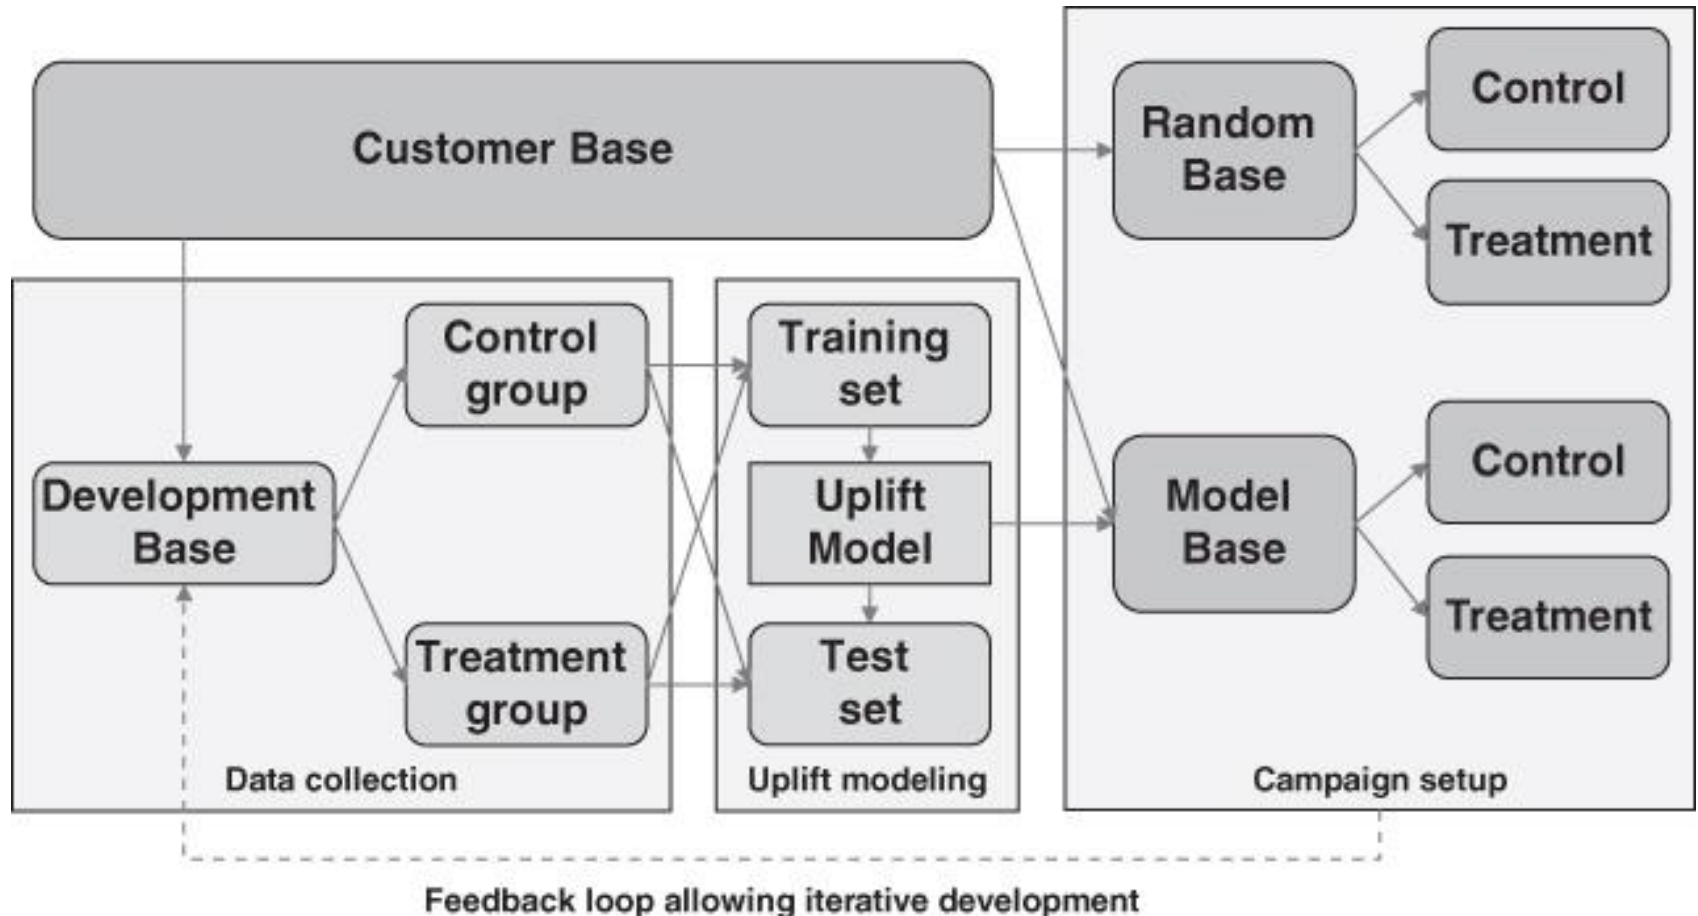 Customer Base
Random
Base
Control
Treatment
Control
group
Training
set
Development
Base
Uplift
Model
Model
Base
Control
Treatment
Treatment
group
Test
set
Data collection
Uplift modeling
Campaign setup
Feedback loop allowing iterative development